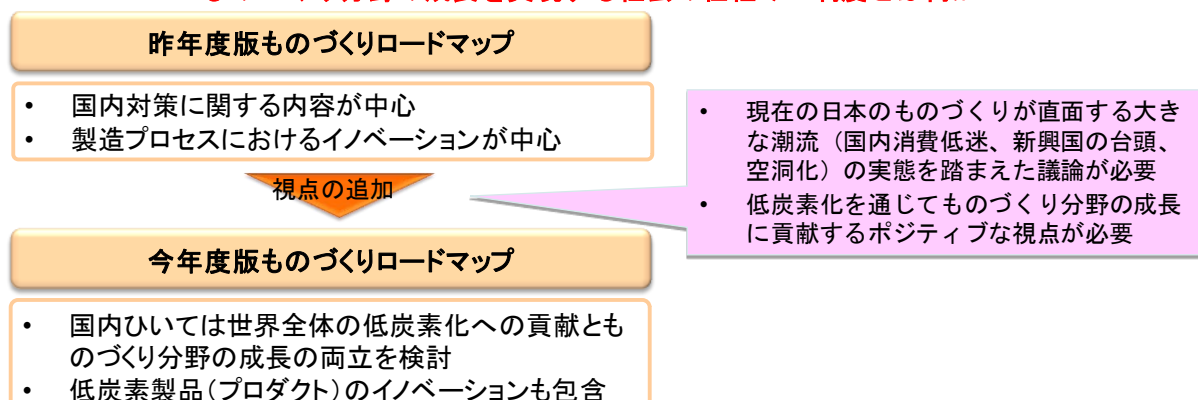 昨年度版ものづくりロードマップ
• 国内対策に関する内容が中心
• 製造プロセスにおけるイノベーションが中心
視点の追加
• 現在の日本のものづくりが直面する大き
な潮流（国内消費低迷、新興国の台頭、
空洞化）の実態を踏まえた議論が必要
• 低炭素化を通じてものづくり分野の成長
に貢献するポジティブな視点が必要
今年度版ものづくりロードマップ
• 国内ひいては世界全体の低炭素化への貢献とも
のづくり分野の成長の両立を検討
• 低炭素製品(プロダクト)のイノベーションも包含